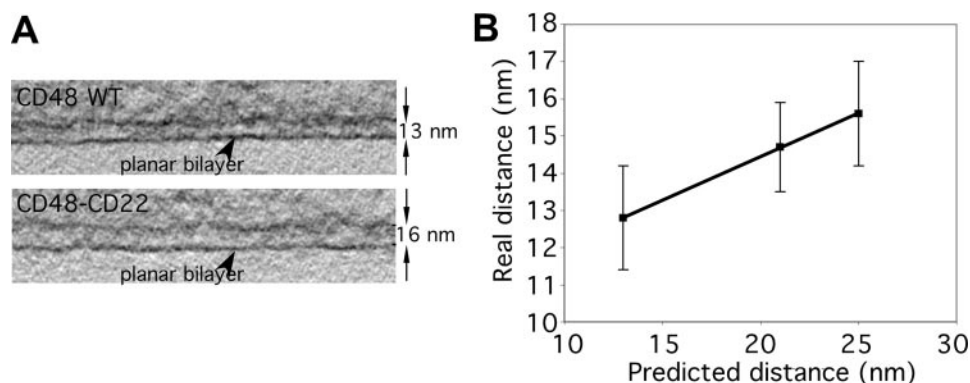 A
CD48 WT
13 nm
planar bilayer
CD48-CD22
16 nm
planar bilayer
B
18
17
16
15
14
13
12
11
10
Real distance (nm)
10 15 20 25 30
Predicted distance (nm)